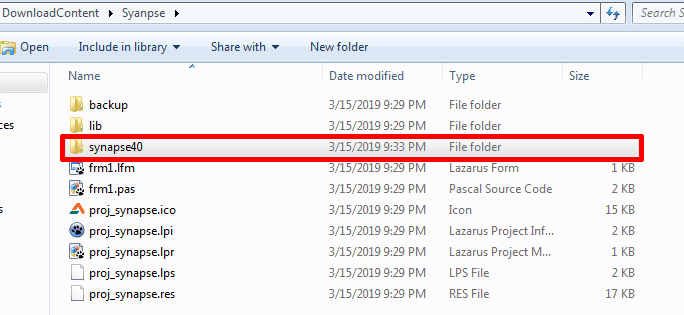 DownloadContent ▸ Syanpse ▸ Search S
Open Include in library ▾ Share with ▾ New folder
Name Date modified Type Size
backup 3/15/2019 9:29 PM File folder
lib 3/15/2019 9:29 PM File folder
synapse40 3/15/2019 9:33 PM File folder
frm1.lfm 3/15/2019 9:29 PM Lazarus Form 1 KB
frm1.pas 3/15/2019 9:29 PM Pascal Source Code 2 KB
proj_synapse.ico 3/15/2019 9:29 PM Icon 15 KB
proj_synapse.lpi 3/15/2019 9:29 PM Lazarus Project Inf... 2 KB
proj_synapse.lpr 3/15/2019 9:29 PM Lazarus Project M... 1 KB
proj_synapse.lps 3/15/2019 9:29 PM LPS File 1 KB
proj_synapse.res 3/15/2019 9:29 PM RES File 17 KB
ces